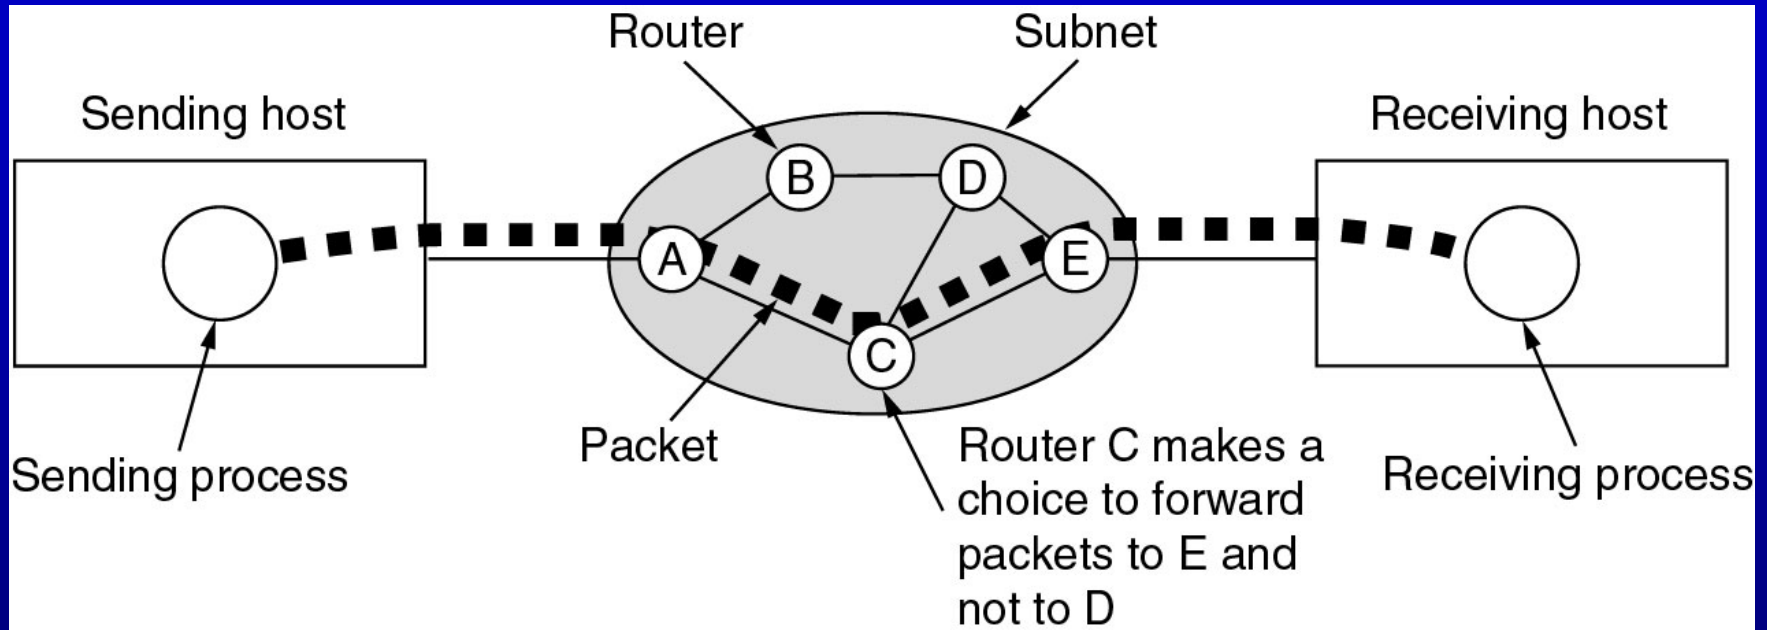 Router
Subnet
Sending host
Receiving host
B
D
A
E
C
Packet
Router C makes a
choice to forward
packets to E and
not to D
Sending process
Receiving process